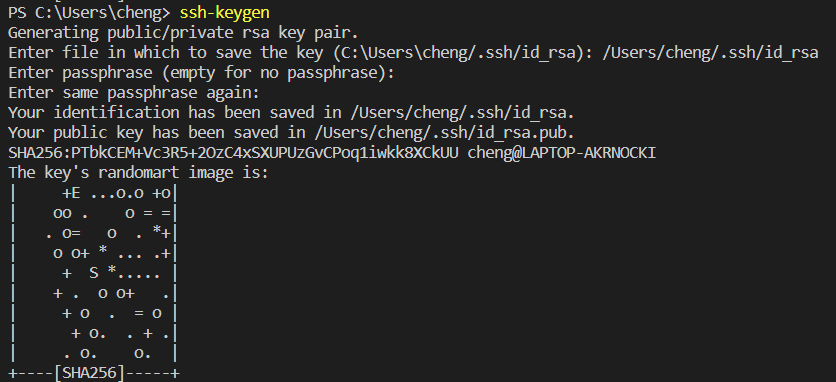 PS C:\Users\cheng> ssh-keygen
Generating public/private rsa key pair.
Enter file in which to save the key (C:\Users\cheng/.ssh/id_rsa): /Users/cheng/.ssh/id_rsa
Enter passphrase (empty for no passphrase):
Enter same passphrase again:
Your identification has been saved in /Users/cheng/.ssh/id_rsa.
Your public key has been saved in /Users/cheng/.ssh/id_rsa.pub.
SHA256:PTbkCEM+Vc3R5+2OzC4xSXUPUzGvCPoq1iwkk8XCkUU cheng@LAPTOP-AKRNOCKI
The key's randomart image is:
|     +E ...o.o +o|
|    oo .    o = =|
|   . o=   o  . *+|
|    o o+ * ... .+|
|     +  S *..... |
|    + .  o o+   .|
|     + o  .  = o |
|      + o.  . + .|
|     . o.    o.  |
+----[SHA256]-----+